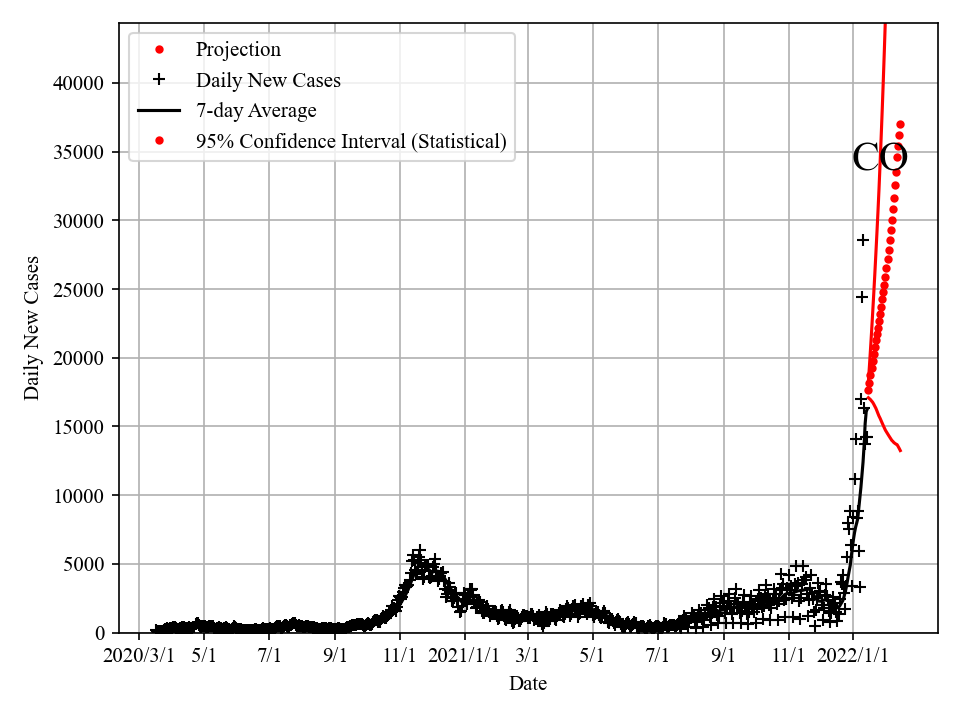 Projection
Daily New Cases
7-day Average
95% Confidence Interval (Statistical)
CO
Daily New Cases
40000
35000
30000
25000
20000
15000
10000
5000
0
2020/3/1 5/1 7/1 9/1 11/1 2021/1/1 3/1 5/1 7/1 9/1 11/1 2022/1/1
Date